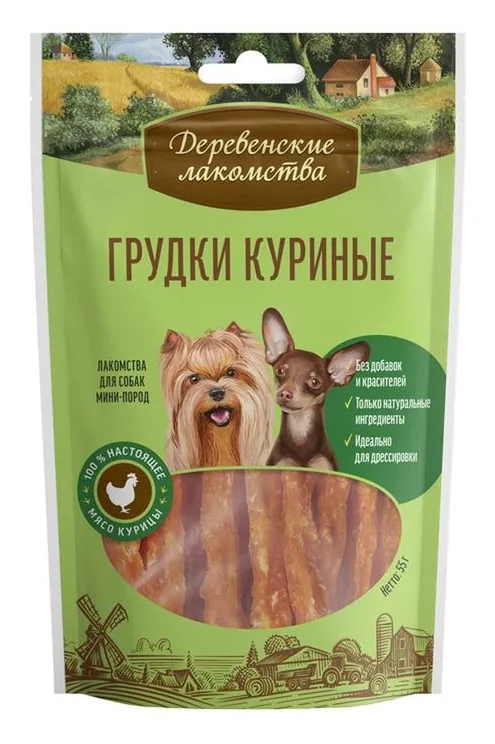 Деревенские
лакомства
ГРУДКИ КУРИНЫЕ
ЛАКОМСТВА
ДЛЯ СОБАК
МИНИ-ПОРОД
Без добавок
и красителей
Только натуральные
ингредиенты
Идеально
для дрессировки
100% НАСТОЯЩЕЕ
МЯСО КУРИЦЫ
Нетто: 55 г